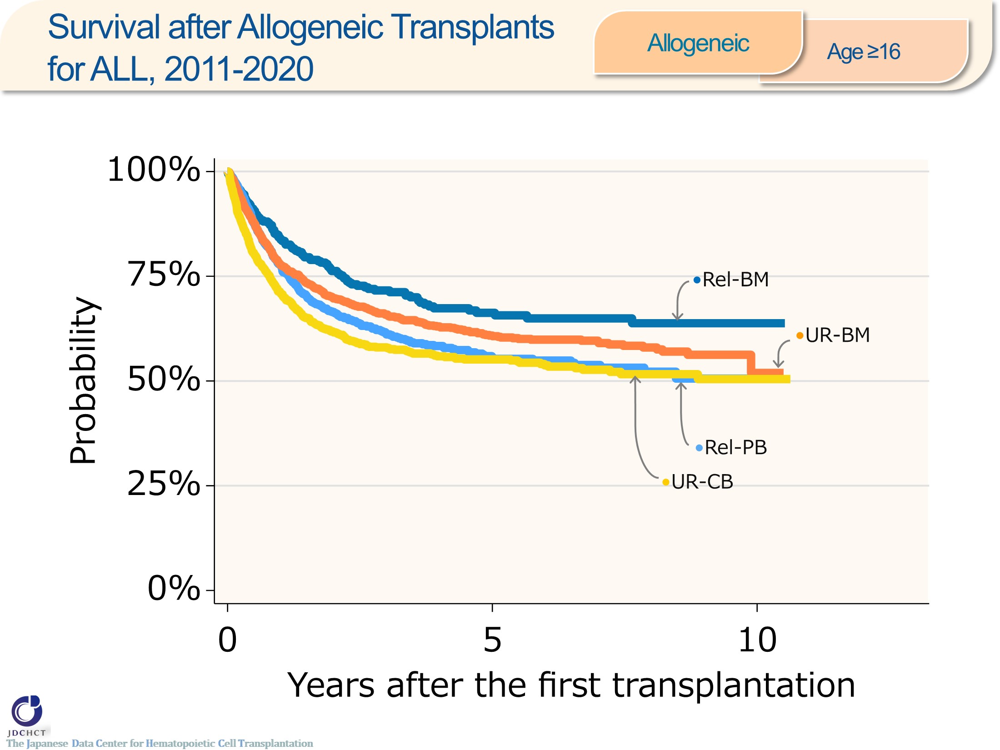 Survival after Allogeneic Transplants
for ALL, 2011-2020
Allogeneic
Age ≥16
100%
75%
50%
25%
0%
Probability
Rel-BM
UR-BM
Rel-PB
UR-CB
0
5
10
Years after the first transplantation
JDCHCT
The Japanese Data Center for Hematopoietic Cell Transplantation